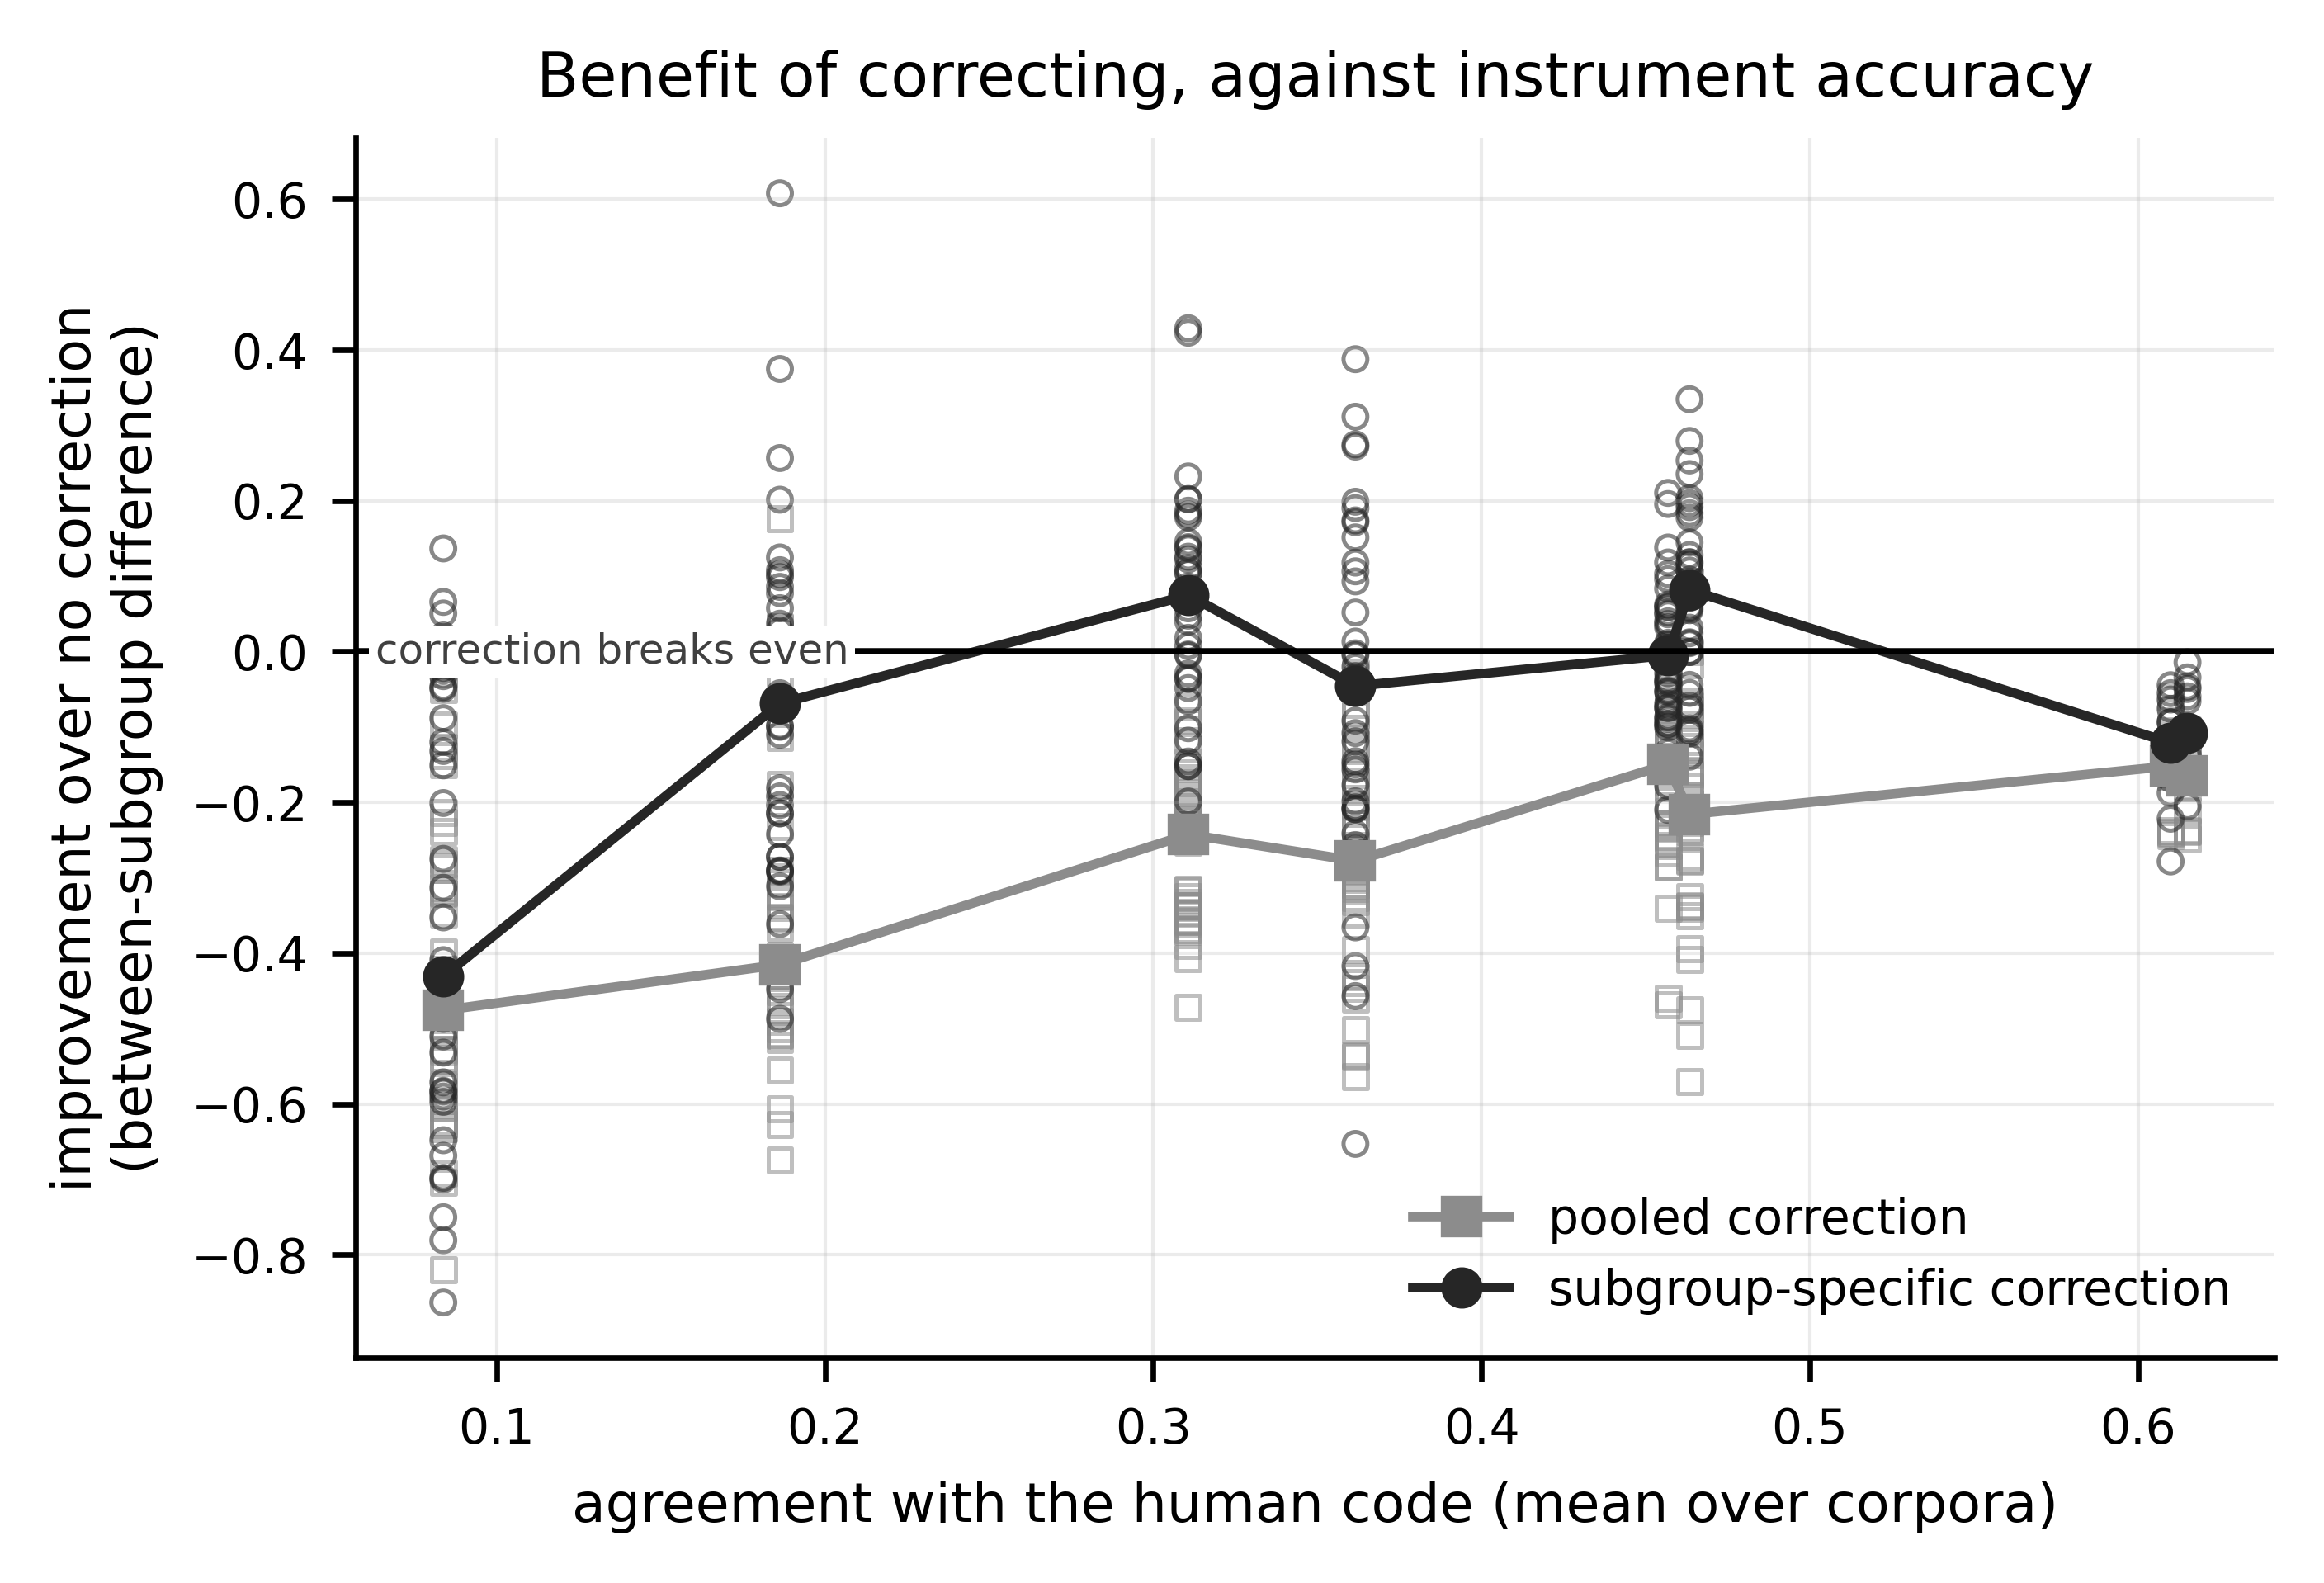 Benefit of correcting, against instrument accuracy
improvement over no correction
(between-subgroup difference)
0.6
0.4
0.2
0.0
−0.2
−0.4
−0.6
−0.8
correction breaks even
pooled correction
subgroup-specific correction
0.1 0.2 0.3 0.4 0.5 0.6
agreement with the human code (mean over corpora)